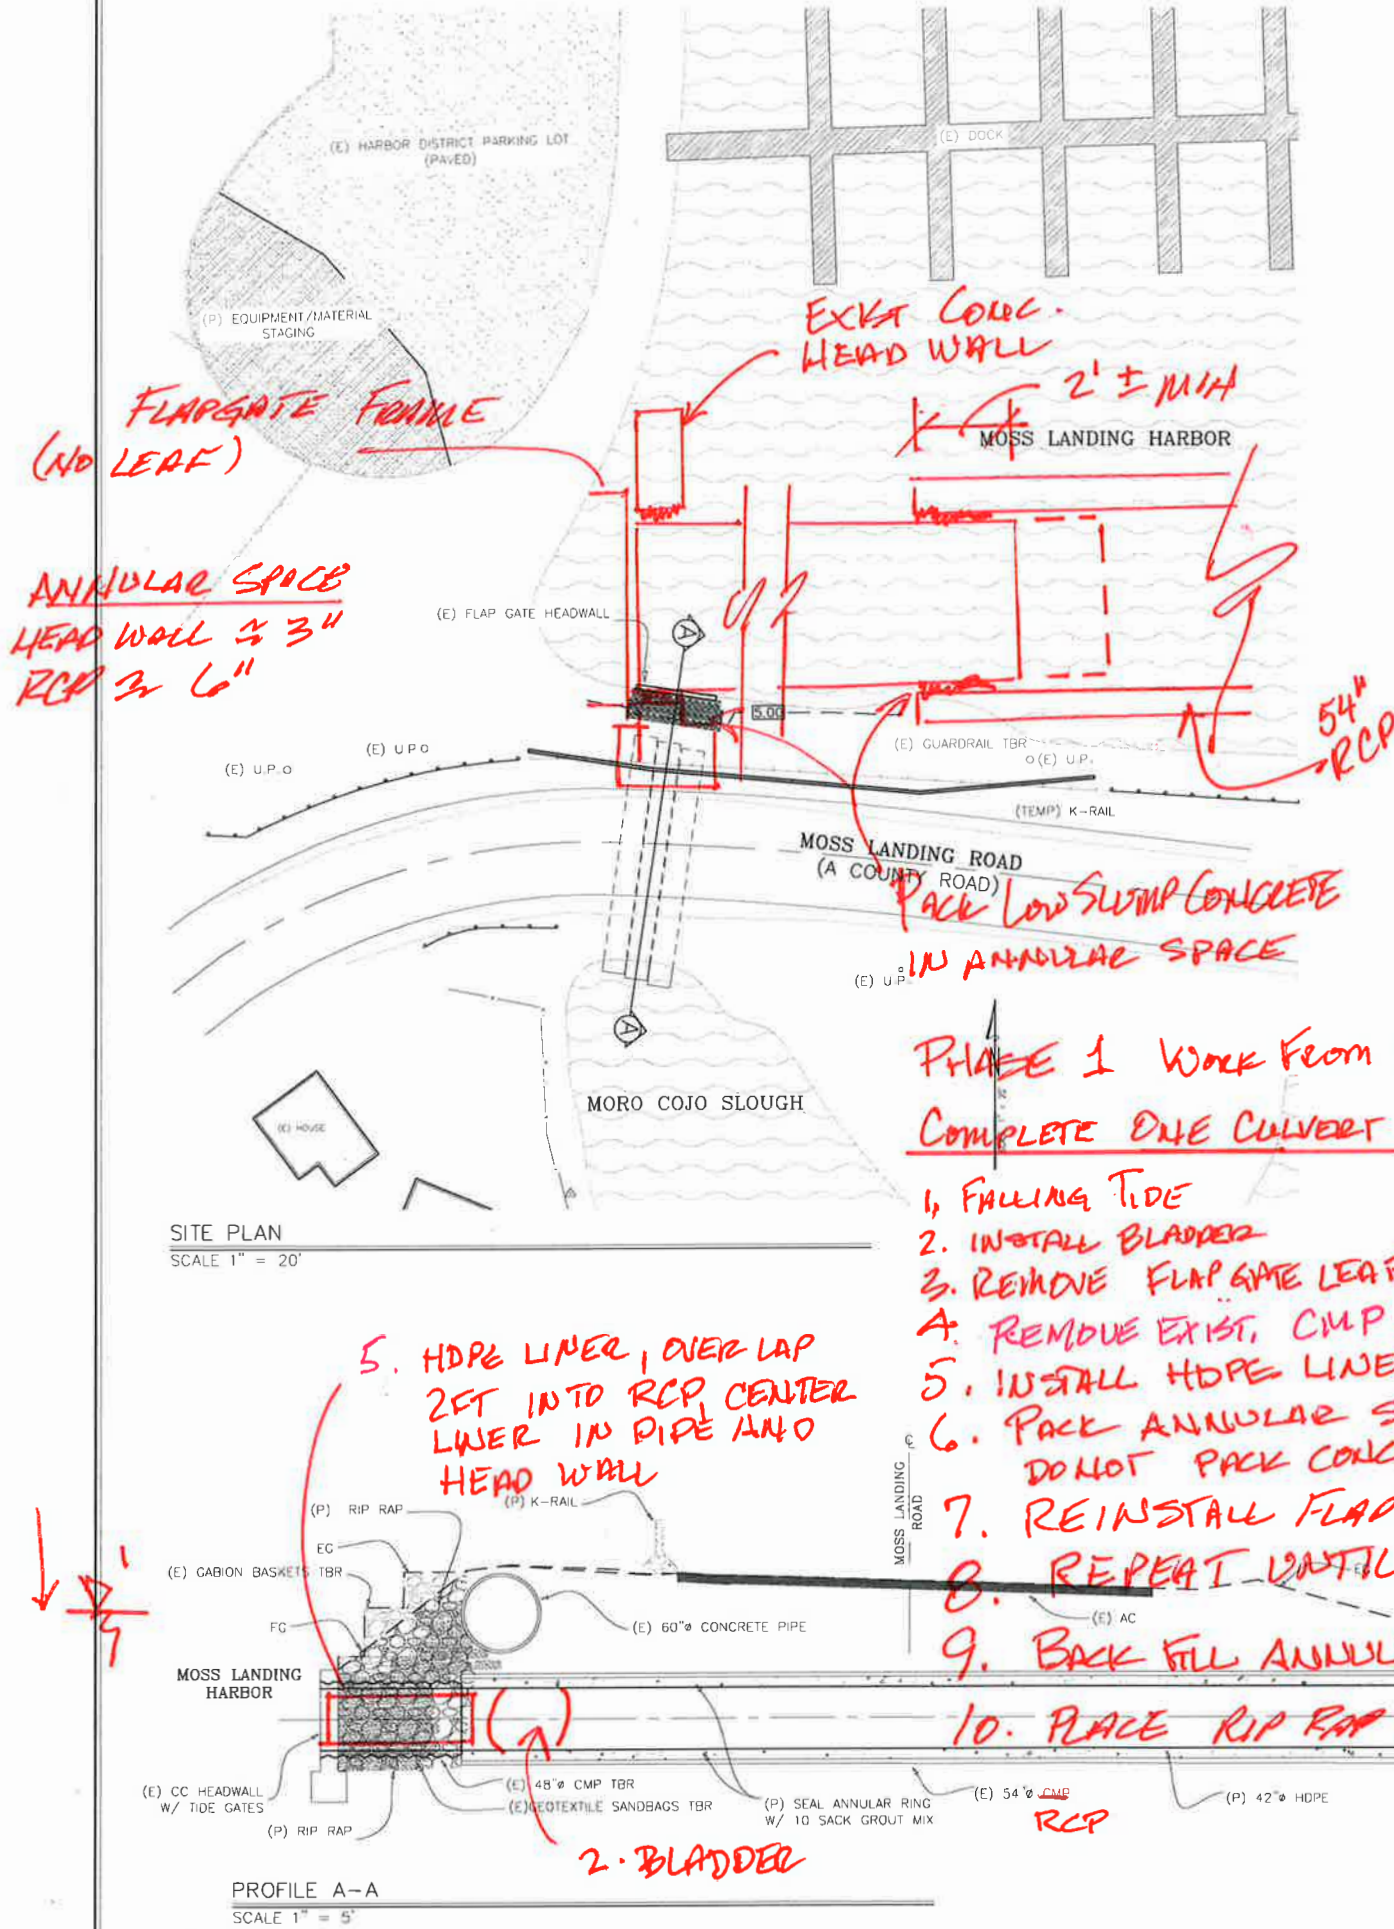 (E) HARBOR DISTRICT PARKING LOT
(PAVED)
(E) DOCK
(P) EQUIPMENT/MATERIAL
STAGING
EXIST CONC.
HEAD WALL
2' ± MIN
MOSS LANDING HARBOR
FLAPGATE FRAME
(NO LEAF)
ANNULAR SPACE
HEAD WALL ≈ 3"
RCP ≈ 6"
(E) FLAP GATE HEADWALL
A
5.00
(E) GUARDRAIL TBR
(E) U.P.
54"
RCP
(E) U.P.
(E) U.P.
(TEMP) K-RAIL
MOSS LANDING ROAD
(A COUNTY ROAD)
PACK LOW SLUMP CONCRETE
IN ANNULAR SPACE
(E) U.P.
A
MORO COJO SLOUGH
(E) HOUSE
PHASE 1 WORK FROM
COMPLETE ONE CULVERT
1. FALLING TIDE
2. INSTALL BLADDER
3. REMOVE FLAP GATE LEAF
4. REMOVE EXIST. CMP
5. INSTALL HDPE LINE
6. PACK ANNULAR S
DO NOT PACK CONC
7. REINSTALL FLAP
8. REPEAT UNTIL
9. BACK FILL ANNUL
10. PLACE RIP RAP
SITE PLAN
SCALE 1" = 20'
5. HDPE LINER, OVER LAP
2FT INTO RCP, CENTER
LINER IN PIPE AND
HEAD WALL
(P) RIP RAP
(P) K-RAIL
MOSS LANDING
ROAD
EG
(E) GABION BASKETS TBR
FG
(E) 60"ø CONCRETE PIPE
(E) AC
EG
MOSS LANDING
HARBOR
(E) CC HEADWALL
W/ TIDE GATES
(P) RIP RAP
(E) 48"ø CMP TBR
(E)GEOTEXTILE SANDBAGS TBR
(P) SEAL ANNULAR RING
W/ 10 SACK GROUT MIX
(E) 54"ø CMP
RCP
(P) 42"ø HDPE
2. BLADDER
PROFILE A-A
SCALE 1" = 5'